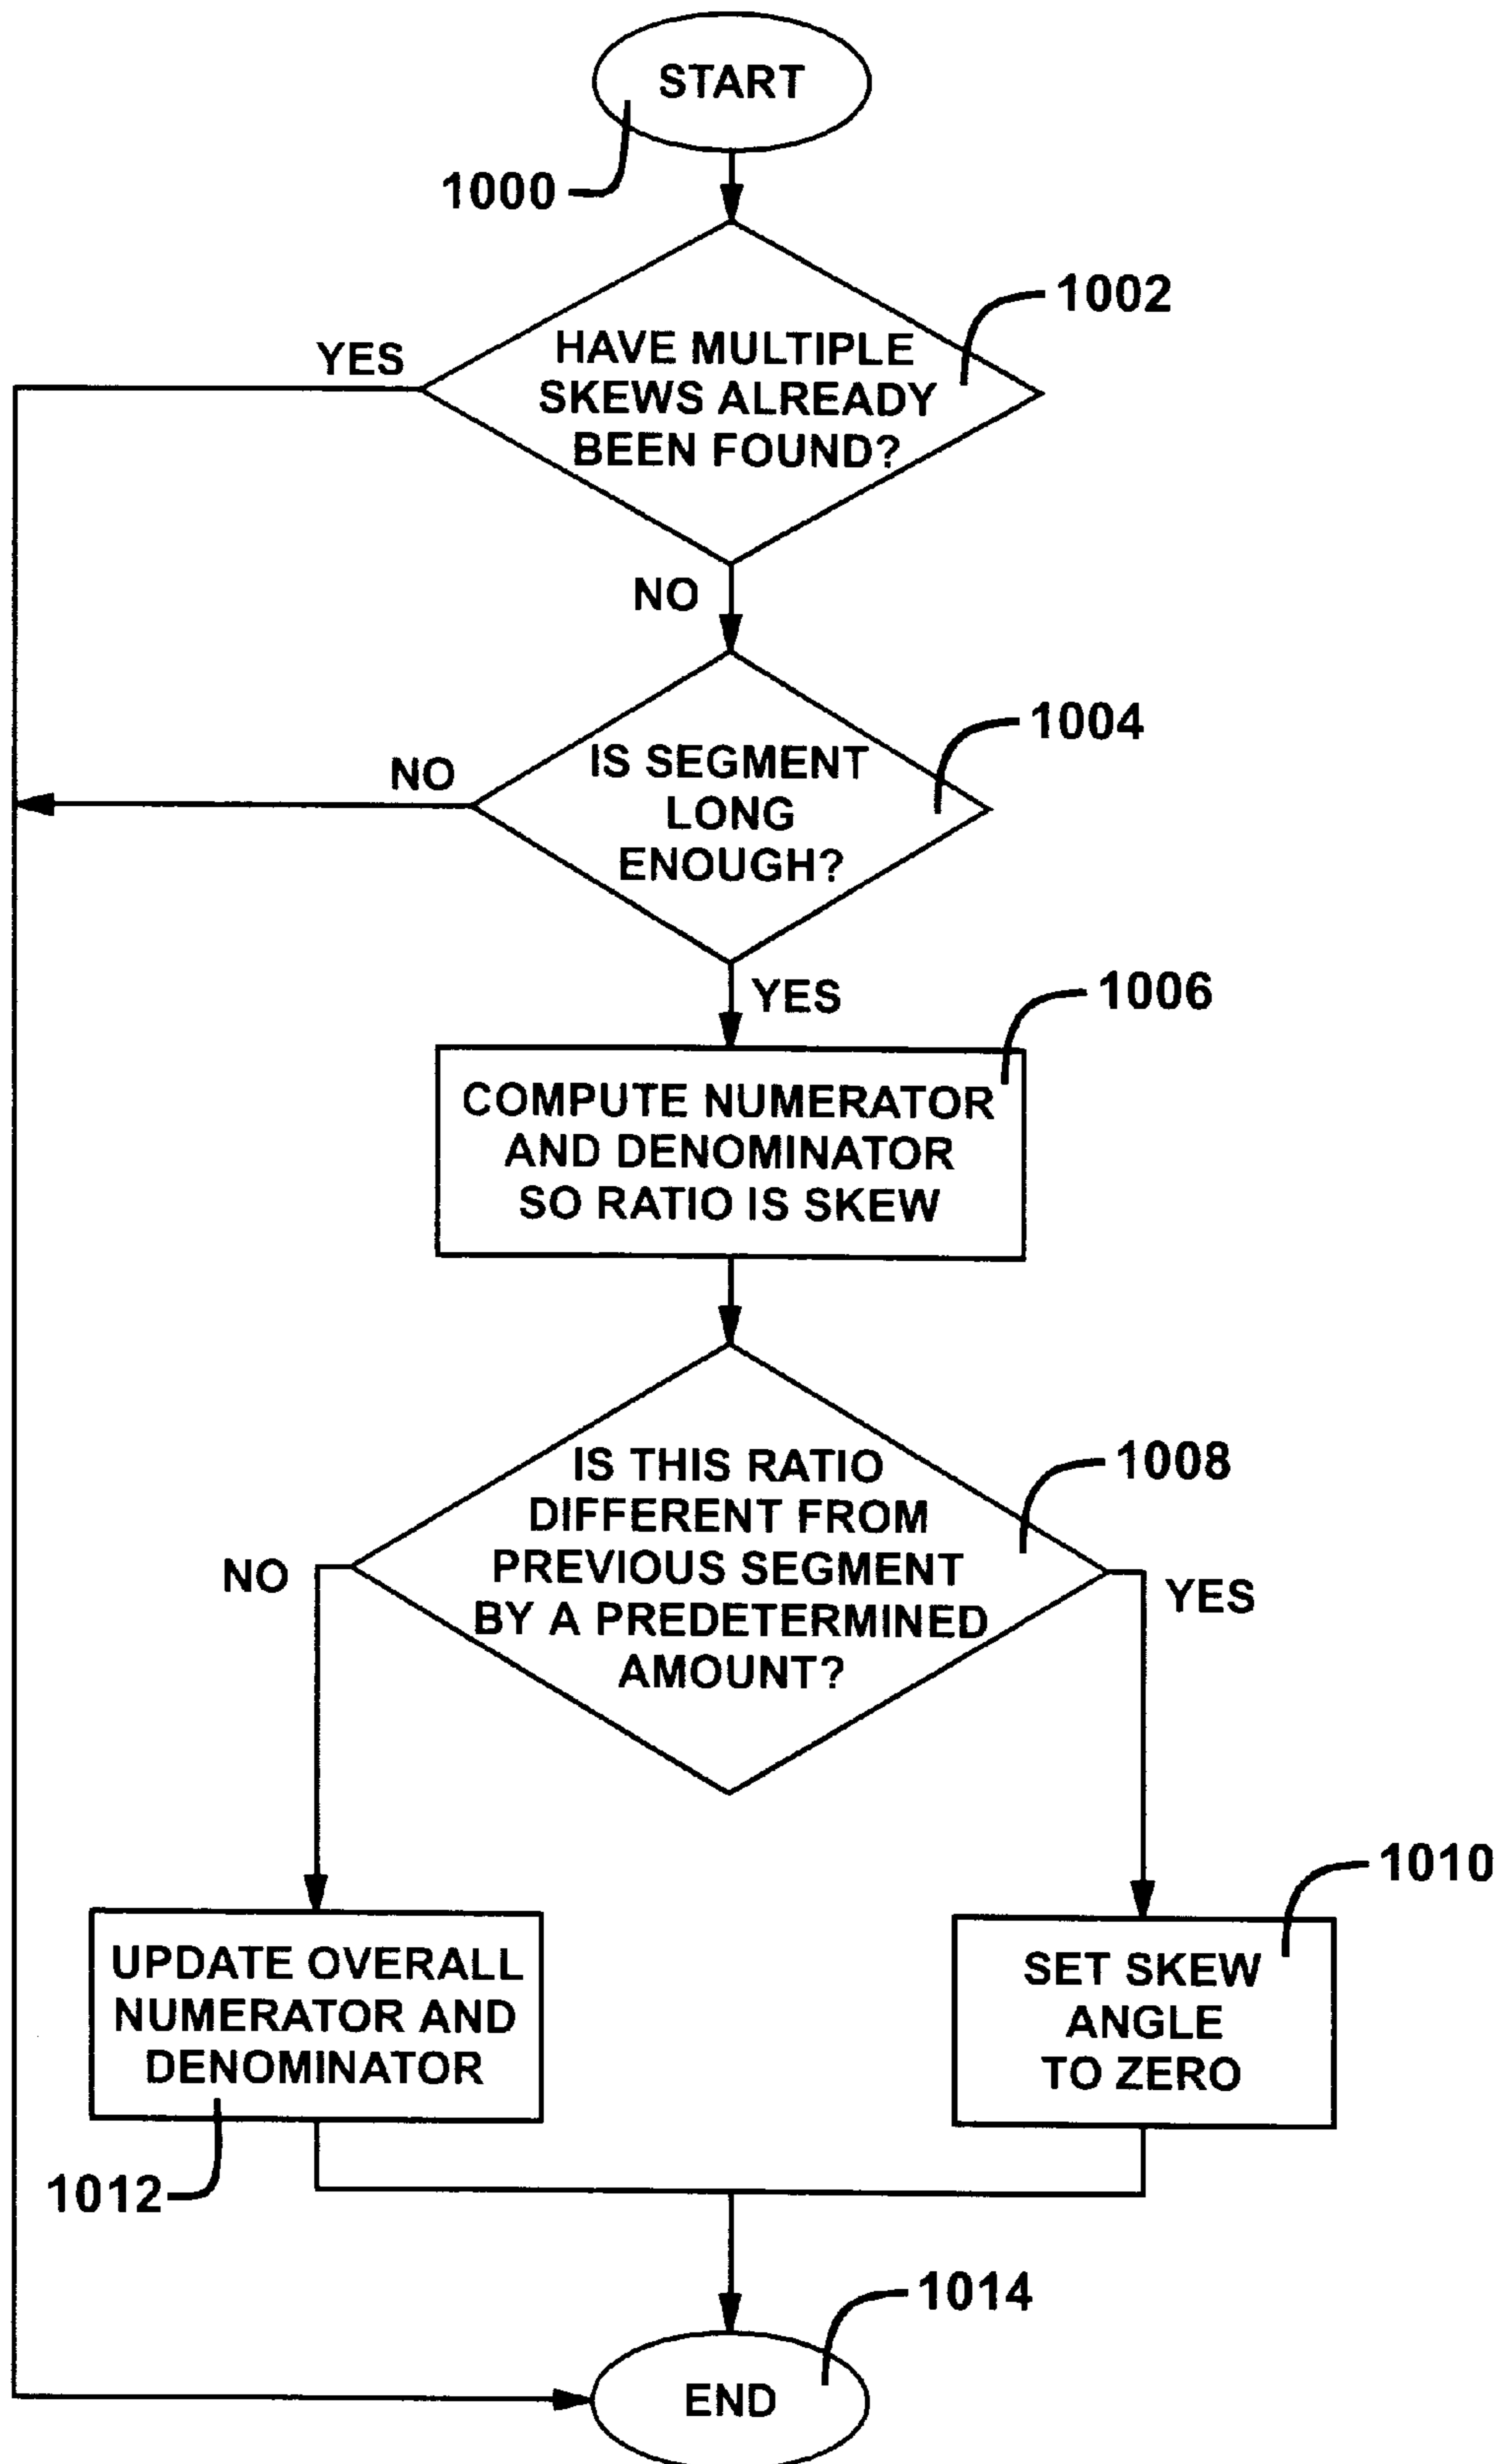 START
1000
1002
HAVE MULTIPLE
SKEWS ALREADY
BEEN FOUND?
YES
NO
1004
IS SEGMENT
LONG
ENOUGH?
NO
YES
1006
COMPUTE NUMERATOR
AND DENOMINATOR
SO RATIO IS SKEW
1008
IS THIS RATIO
DIFFERENT FROM
PREVIOUS SEGMENT
BY A PREDETERMINED
AMOUNT?
NO
YES
1010
UPDATE OVERALL
NUMERATOR AND
DENOMINATOR
SET SKEW
ANGLE
TO ZERO
1012
1014
END